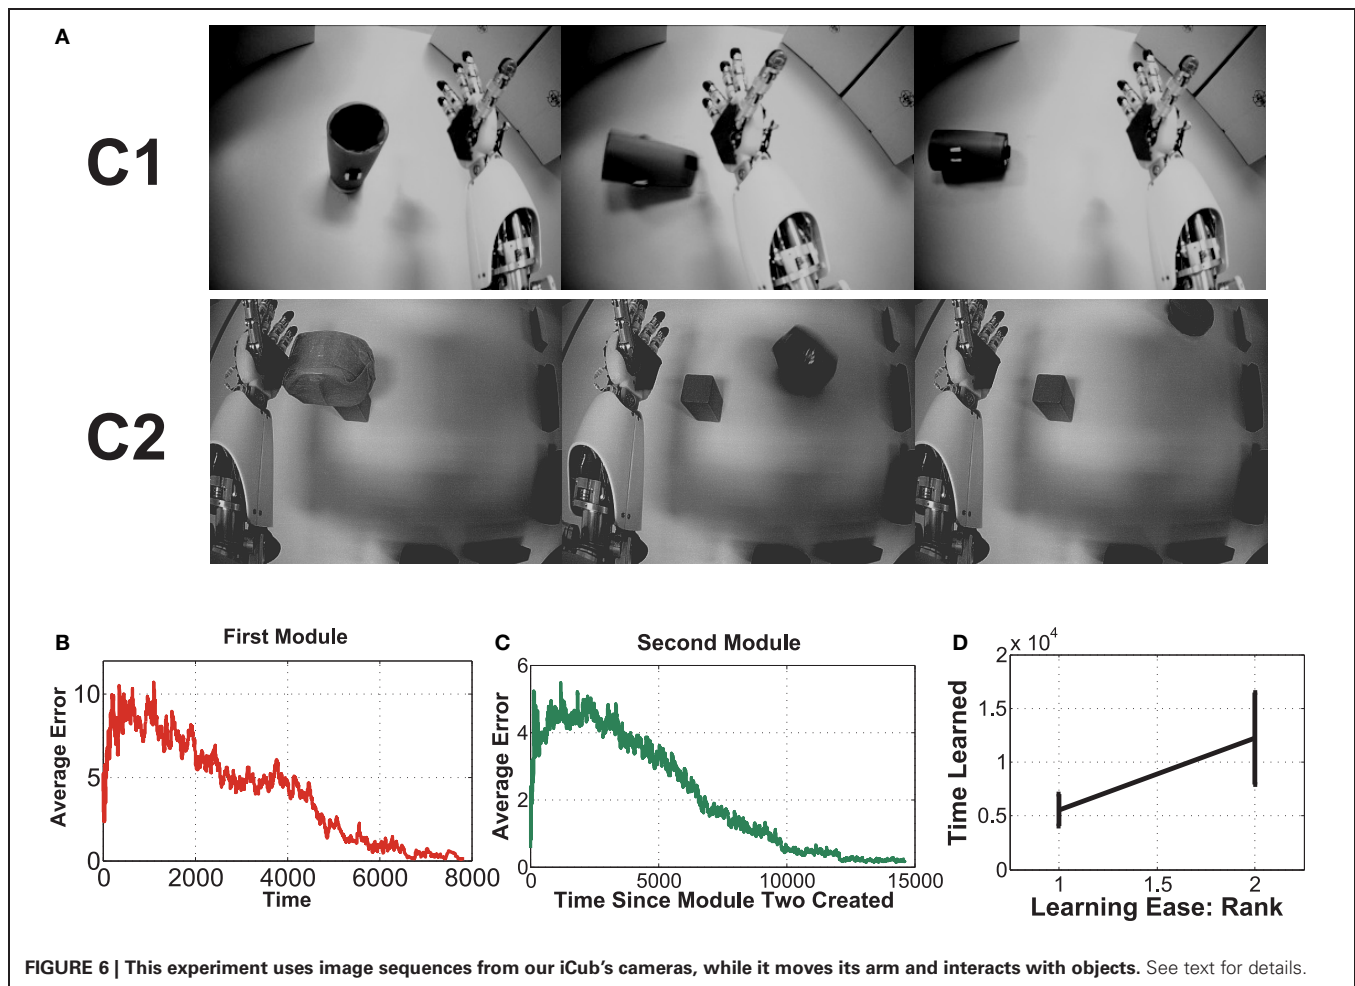 A
C1
C2
B
First Module
Average Error
10
5
0
0 2000 4000 6000 8000
Time
C
Second Module
Average Error
6
4
2
0
0 5000 10000 15000
Time Since Module Two Created
D
x 10⁴
Time Learned
2
1.5
1
0.5
0
1 1.5 2
Learning Ease: Rank
FIGURE 6 | This experiment uses image sequences from our iCub's cameras, while it moves its arm and interacts with objects. See text for details.